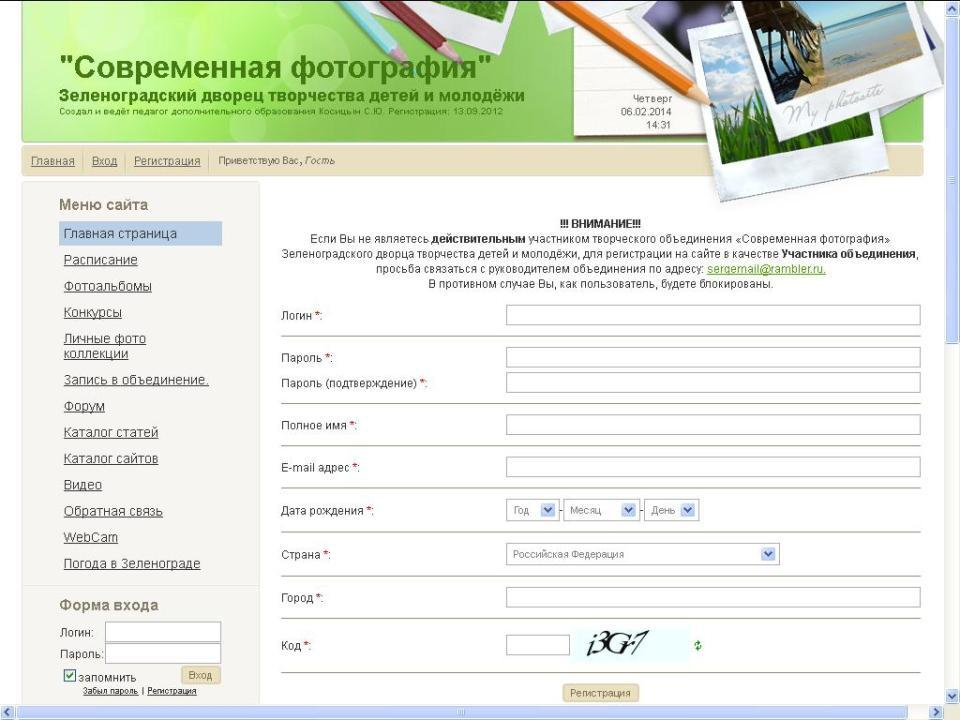 "Современная фотография"
Зеленоградский дворец творчества детей и молодёжи
Создал и ведёт педагог дополнительного образования Косицын С.Ю. Регистрация: 13.09.2012
Четверг
06.02.2014
14:31
My photosite
Главная Вход Регистрация Приветствую Вас, Гость
Меню сайта
Главная страница
Расписание
Фотоальбомы
Конкурсы
Личные фото
коллекции
Запись в объединение.
Форум
Каталог статей
Каталог сайтов
Видео
Обратная связь
WebCam
Погода в Зеленограде
Форма входа
Логин:
Пароль:
запомнить Вход
Забыл пароль | Регистрация
!!! ВНИМАНИЕ!!!
Если Вы не являетесь действительным участником творческого объединения «Современная фотография»
Зеленоградского дворца творчества детей и молодёжи, для регистрации на сайте в качестве Участника объединения,
просьба связаться с руководителем объединения по адресу: sergemail@rambler.ru.
В противном случае Вы, как пользователь, будете блокированы.
Логин *:
Пароль *:
Пароль (подтверждение) *:
Полное имя *:
E-mail адрес *:
Дата рождения *: Год - Месяц - День
Страна *: Российская Федерация
Город *:
Код *: i3Gr7
Регистрация